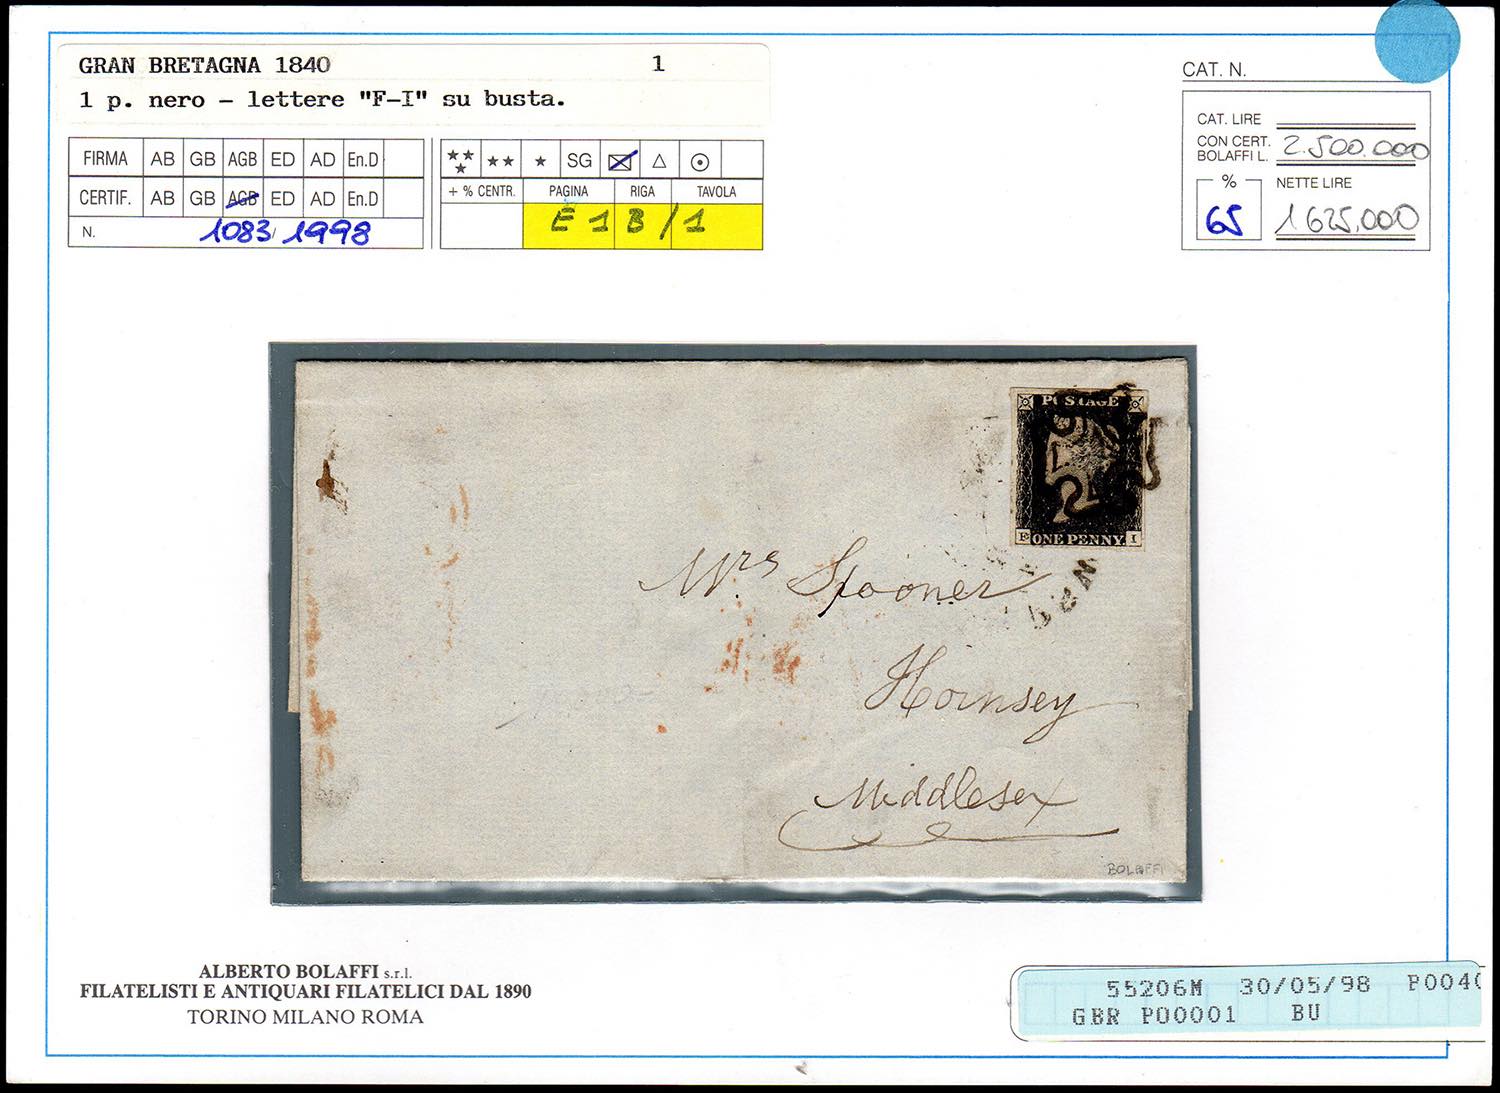 GRAN BRETAGNA 1840 1
1 p. nero - lettere "F-I" su busta.
CAT. N.
CAT. LIRE
CON CERT. BOLAFFI L. 2.500.000
% NETTE LIRE
65 1625.000
FIRMA AB GB AGB ED AD En.D
CERTIF. AB GB AGB ED AD En.D
N. 1083/1998
SG
+ % CENTR. PAGINA RIGA TAVOLA
E 1 3 / 1
POSTAGE
F ONE PENNY I
Mrs Spooner
Hornsey
Middlesex
BOLAFFI
ALBERTO BOLAFFI s.r.l.
FILATELISTI E ANTIQUARI FILATELICI DAL 1890
TORINO MILANO ROMA
55206M 30/05/98 P0040
GBR P00001 BU